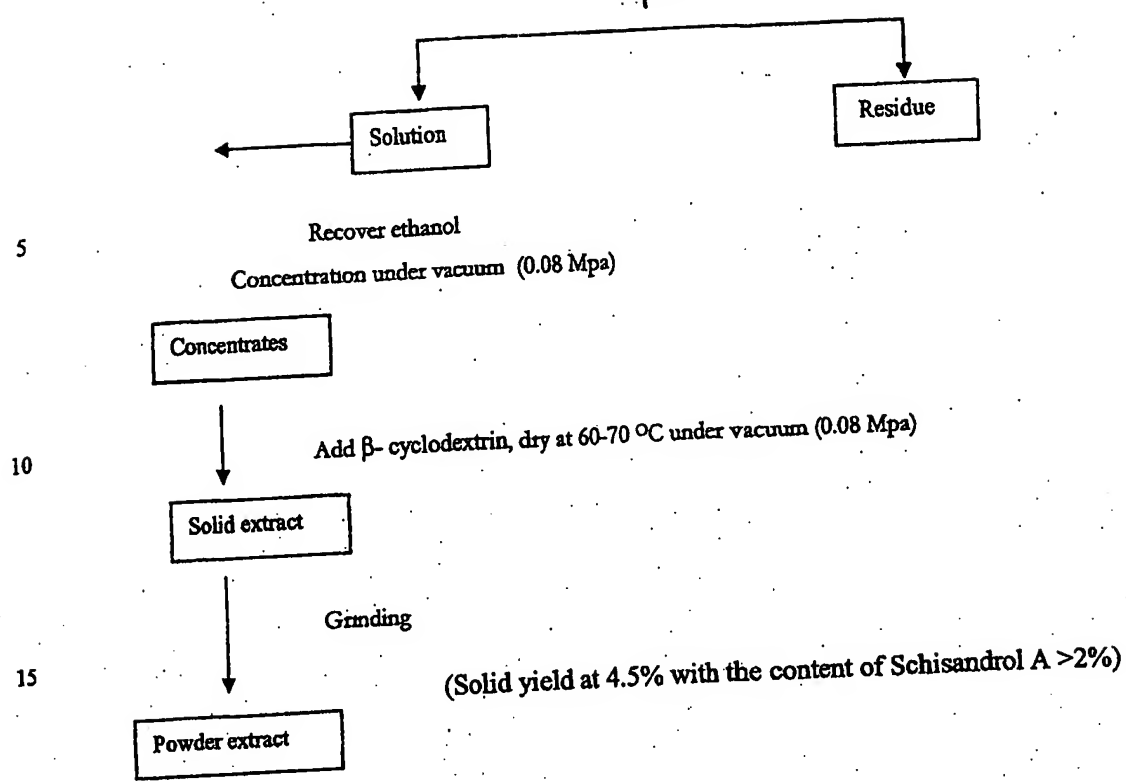 Residue
Solution
5
Recover ethanol
Concentration under vacuum (0.08 Mpa)
Concentrates
Add β- cyclodextrin, dry at 60-70 °C under vacuum (0.08 Mpa)
10
Solid extract
Grinding
15
(Solid yield at 4.5% with the content of Schisandrol A >2%)
Powder extract